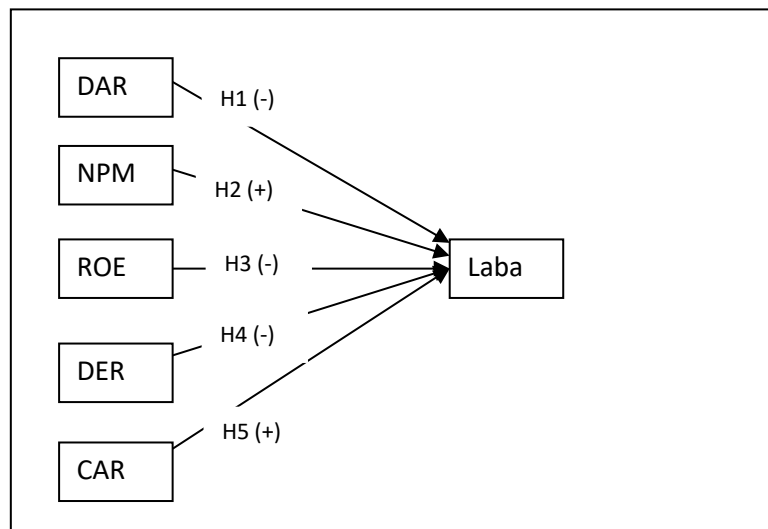 DAR
H1 (-)
NPM
H2 (+)
ROE
H3 (-)
Laba
DER
H4 (-)
CAR
H5 (+)